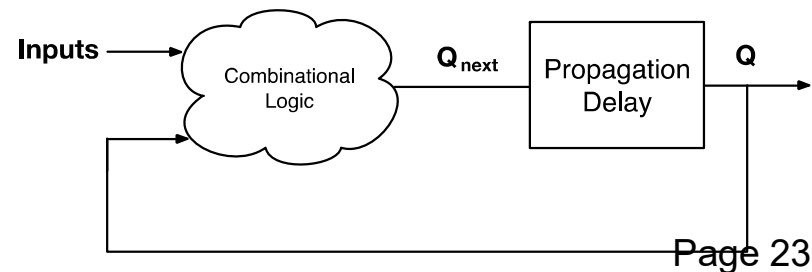 Inputs
Combinational
Logic
Q next
Propagation
Delay
Q
Page 23